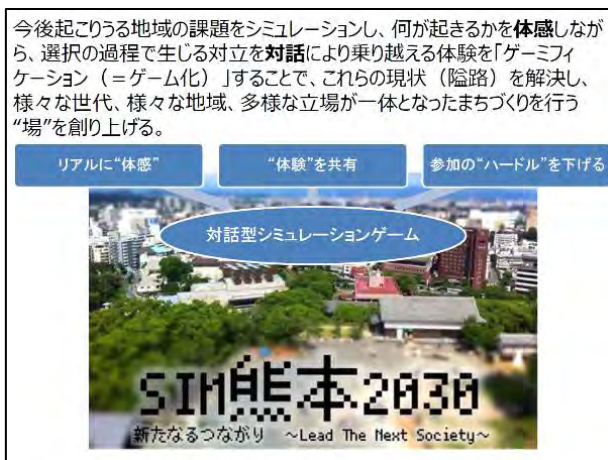 今後起こりうる地域の課題をシミュレーションし、何が起きるかを体感しなが
ら、選択の過程で生じる対立を対話により乗り越える体験を「ゲーミフィ
ケーション（＝ゲーム化）」することで、これらの現状（隘路）を解決し、
様々な世代、様々な地域、多様な立場が一体となったまちづくりを行う
“場”を創り上げる。
リアルに“体感”
“体験”を共有
参加の“ハードル”を下げる
対話型シミュレーションゲーム
SIM熊本2030
新たなるつながり　～Lead The Next Society～